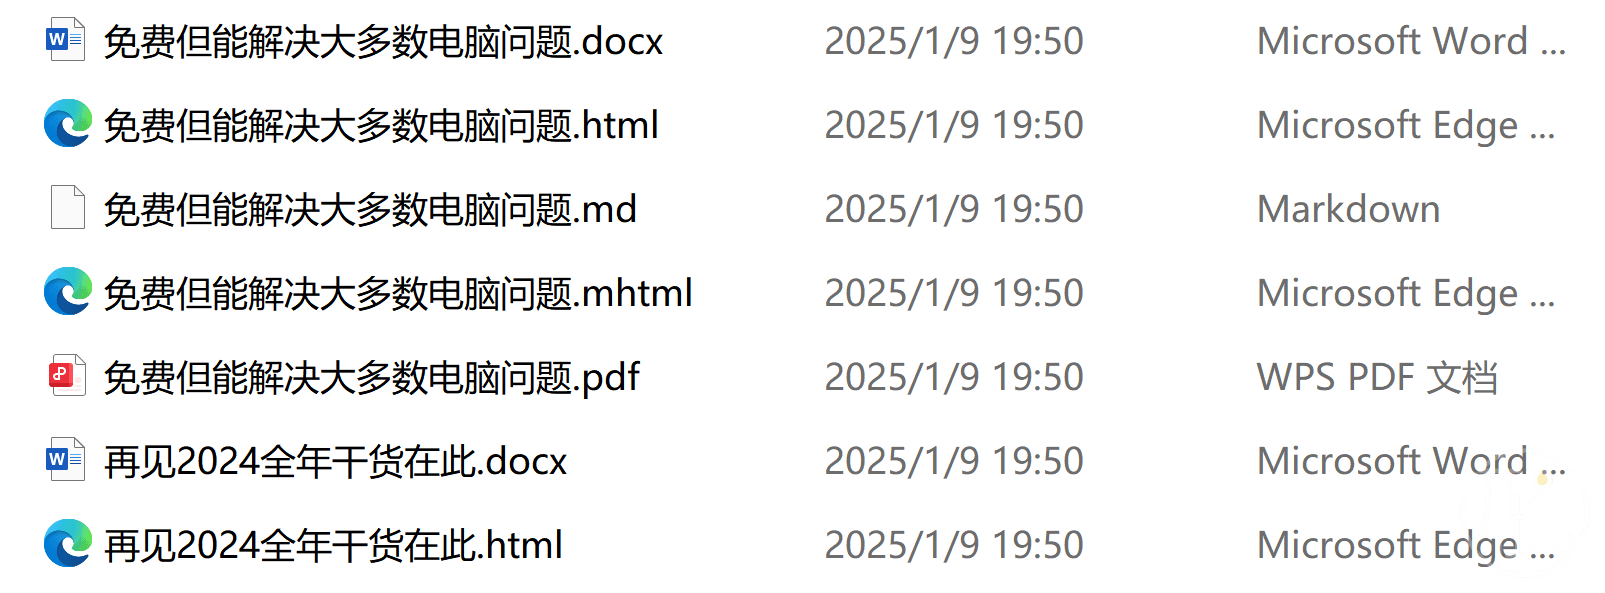 免费但能解决大多数电脑问题.docx 2025/1/9 19:50 Microsoft Word ...
免费但能解决大多数电脑问题.html 2025/1/9 19:50 Microsoft Edge ...
免费但能解决大多数电脑问题.md 2025/1/9 19:50 Markdown
免费但能解决大多数电脑问题.mhtml 2025/1/9 19:50 Microsoft Edge ...
免费但能解决大多数电脑问题.pdf 2025/1/9 19:50 WPS PDF 文档
再见2024全年干货在此.docx 2025/1/9 19:50 Microsoft Word ...
再见2024全年干货在此.html 2025/1/9 19:50 Microsoft Edge ...